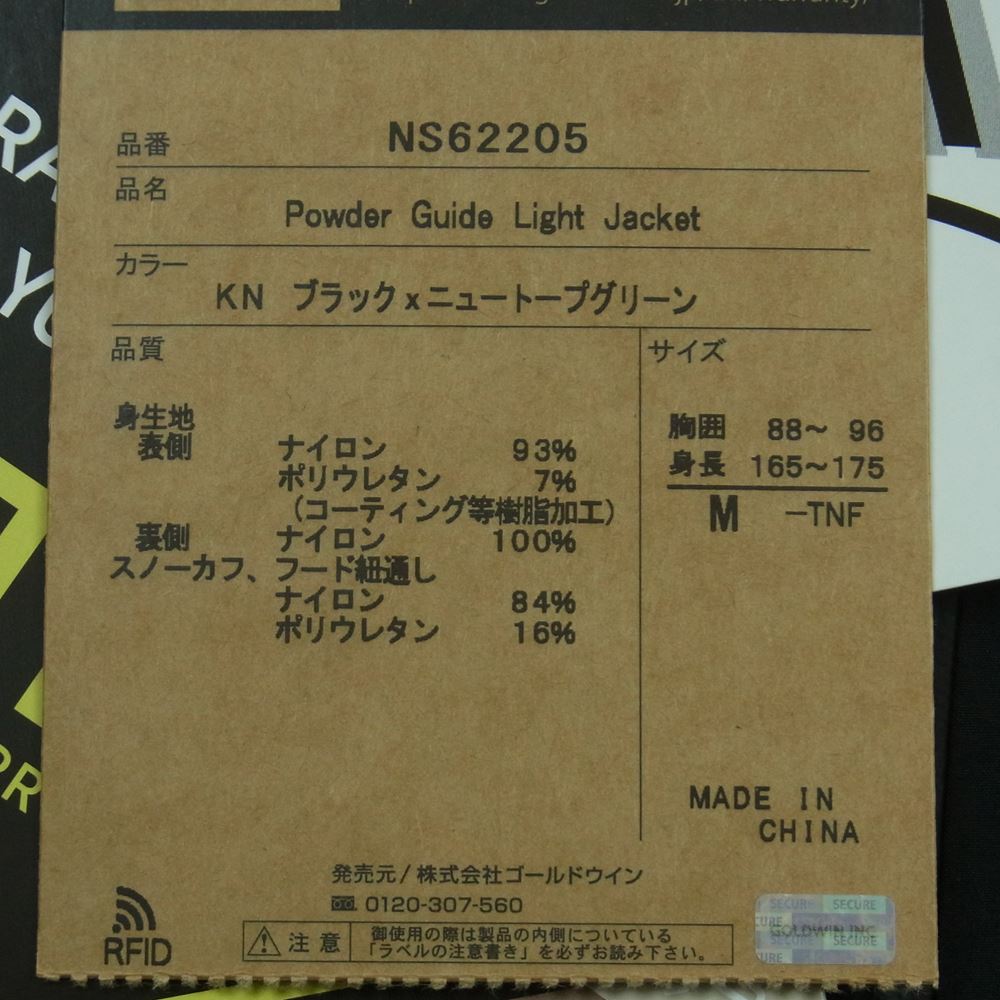 品番 NS62205
品名
Powder Guide Light Jacket
カラー
KN ブラックxニュートープグリーン
品質
身生地
表側 ナイロン 93%
ポリウレタン 7%
(コーティング等樹脂加工)
裏側 ナイロン 100%
スノーカフ、フード紐通し
ナイロン 84%
ポリウレタン 16%
サイズ
胸囲 88~ 96
身長 165~175
M -TNF
MADE IN
CHINA
発売元/株式会社ゴールドウイン
0120-307-560
RFID
注意
御使用の際は製品の内側についている
「ラベルの注意書き」を必ずお読み下さい。
SECURE SECURE
GOLDWIN INC.
SECURE SECURE